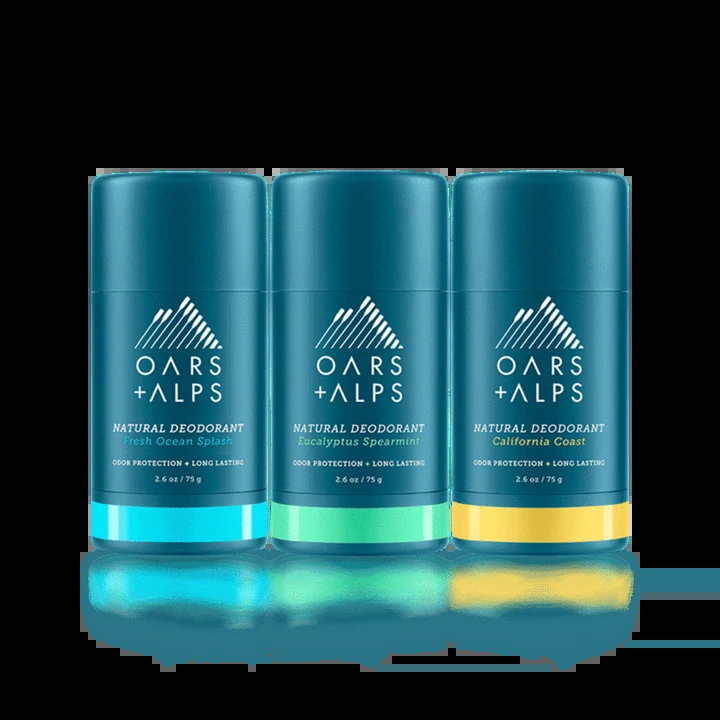 OARS
+ALPS
NATURAL DEODORANT
Fresh Ocean Splash
ODOR PROTECTION + LONG LASTING
2.6 oz / 75 g
OARS
+ALPS
NATURAL DEODORANT
Eucalyptus Spearmint
ODOR PROTECTION + LONG LASTING
2.6 oz / 75 g
OARS
+ALPS
NATURAL DEODORANT
California Coast
ODOR PROTECTION + LONG LASTING
2.6 oz / 75 g